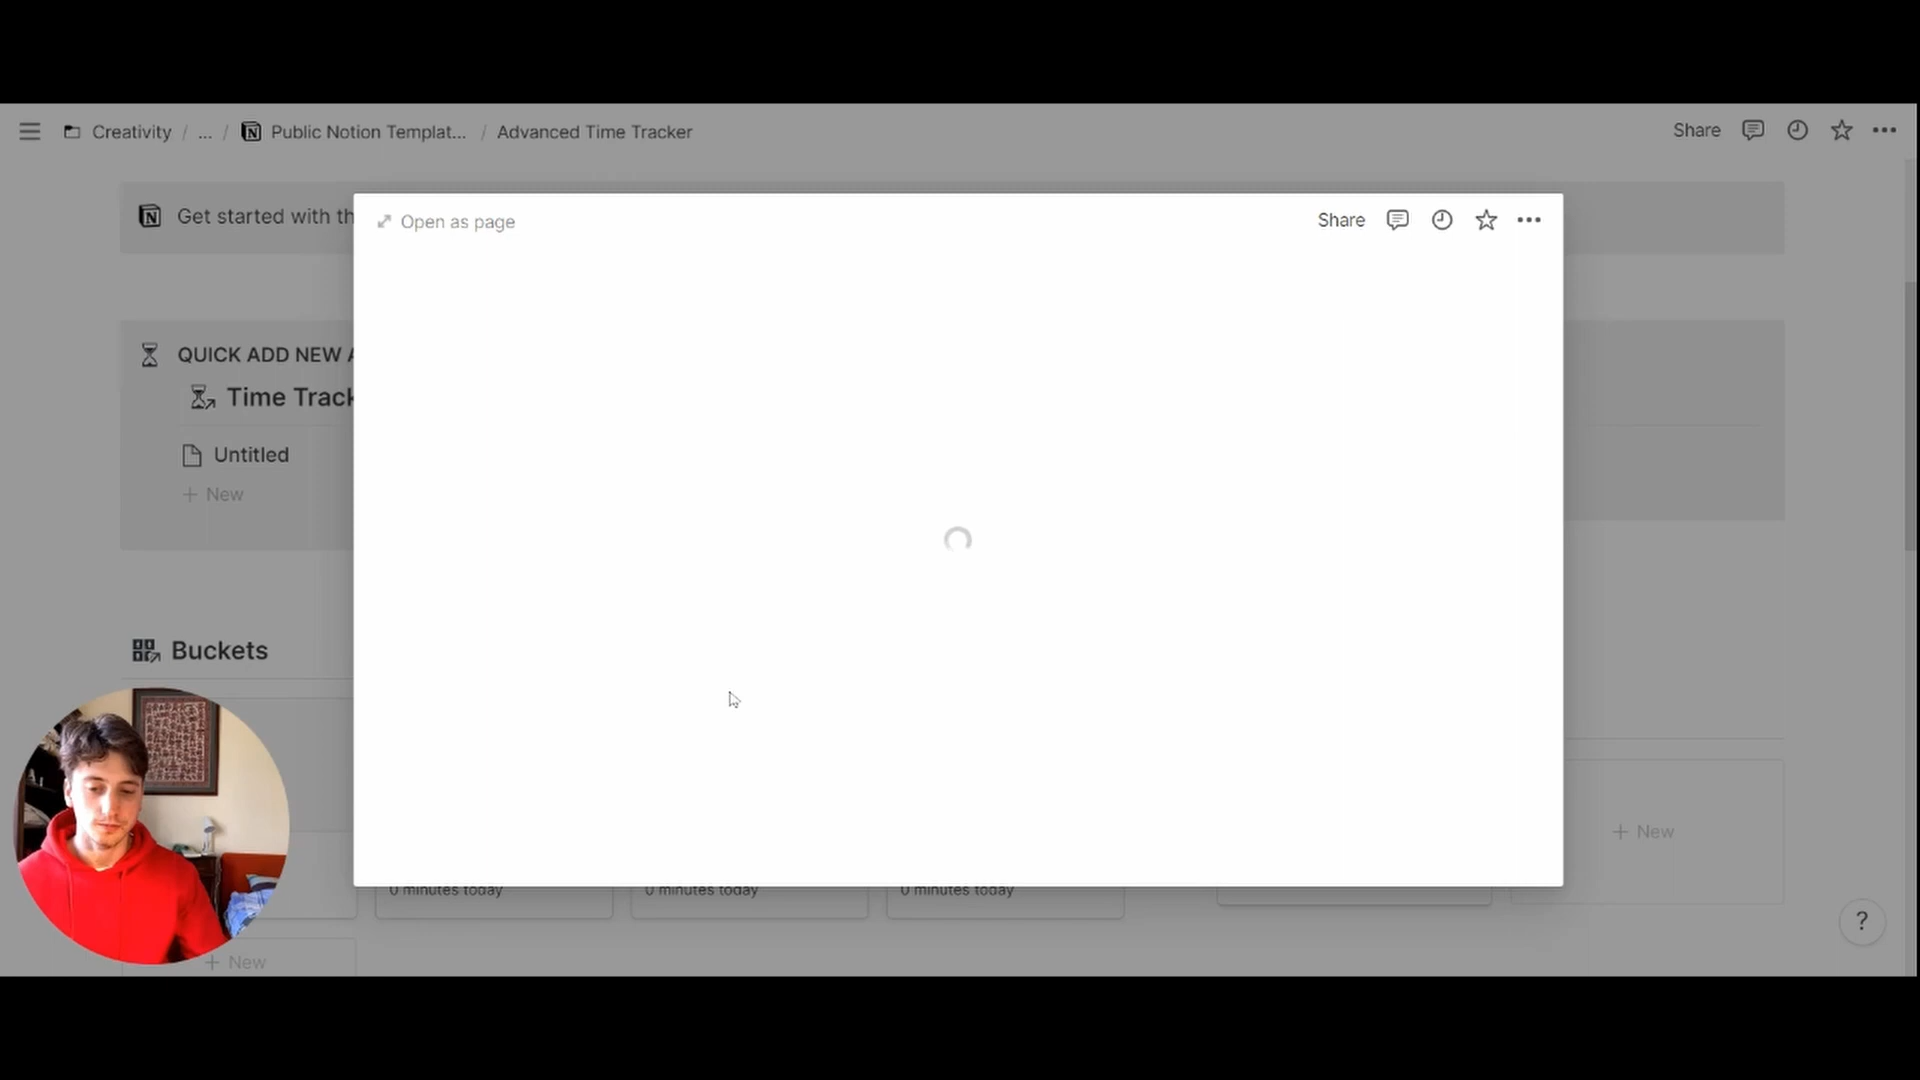 Creativity / ... / Public Notion Templat... / Advanced Time Tracker
Share
Get started with th
Open as page
Share
QUICK ADD NEW A
Time Track
Untitled
+ New
Buckets
+ New
0 minutes today
0 minutes today
0 minutes today
?
+ New